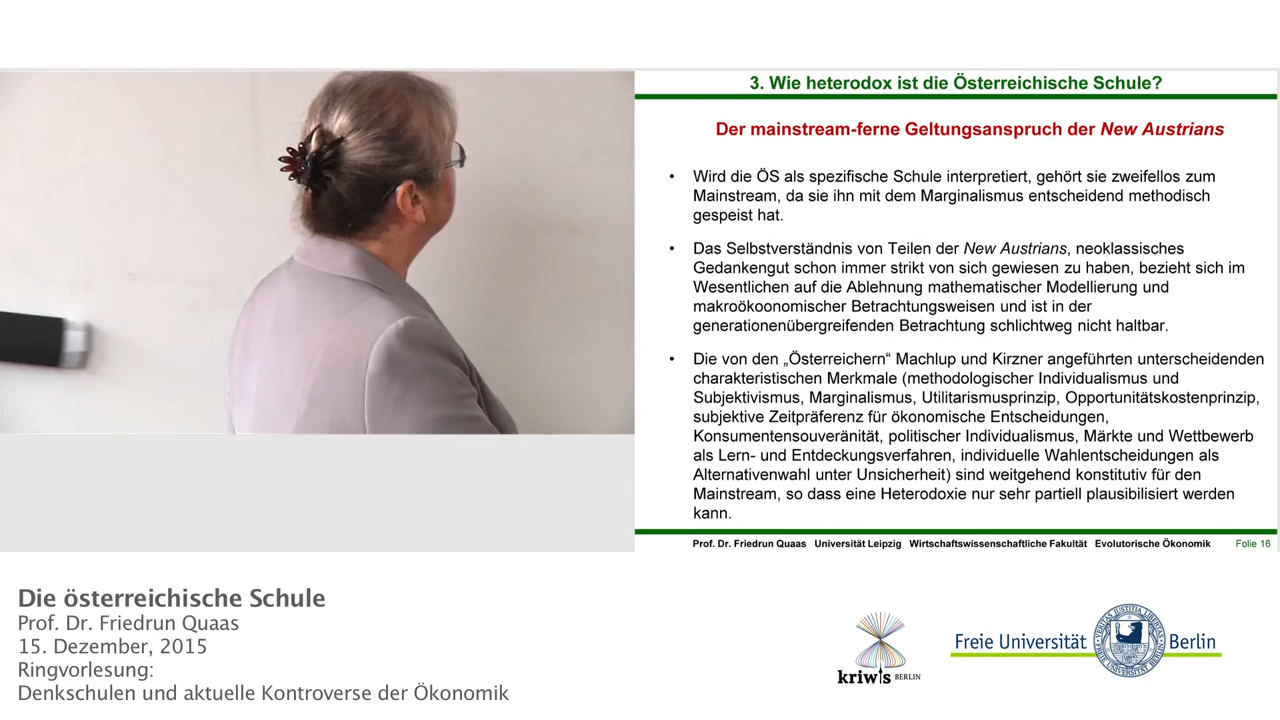 3. Wie heterodox ist die Österreichische Schule?
Der mainstream-ferne Geltungsanspruch der New Austrians
• Wird die ÖS als spezifische Schule interpretiert, gehört sie zweifellos zum
Mainstream, da sie ihn mit dem Marginalismus entscheidend methodisch
gespeist hat.
• Das Selbstverständnis von Teilen der New Austrians, neoklassisches
Gedankengut schon immer strikt von sich gewiesen zu haben, bezieht sich im
Wesentlichen auf die Ablehnung mathematischer Modellierung und
makroökoonomischer Betrachtungsweisen und ist in der
generationenübergreifenden Betrachtung schlichtweg nicht haltbar.
• Die von den „Österreichern“ Machlup und Kirzner angeführten unterscheidenden
charakteristischen Merkmale (methodologischer Individualismus und
Subjektivismus, Marginalismus, Utilitarismusprinzip, Opportunitätskostenprinzip,
subjektive Zeitpräferenz für ökonomische Entscheidungen,
Konsumentensouveränität, politischer Individualismus, Märkte und Wettbewerb
als Lern- und Entdeckungsverfahren, individuelle Wahlentscheidungen als
Alternativenwahl unter Unsicherheit) sind weitgehend konstitutiv für den
Mainstream, so dass eine Heterodoxie nur sehr partiell plausibilisiert werden
kann.
Prof. Dr. Friedrun Quaas Universität Leipzig Wirtschaftswissenschaftliche Fakultät Evolutorische Ökonomik Folie 16
Die österreichische Schule
Prof. Dr. Friedrun Quaas
15. Dezember, 2015
Ringvorlesung:
Denkschulen und aktuelle Kontroverse der Ökonomik
kriwis BERLIN
Freie Universität Berlin